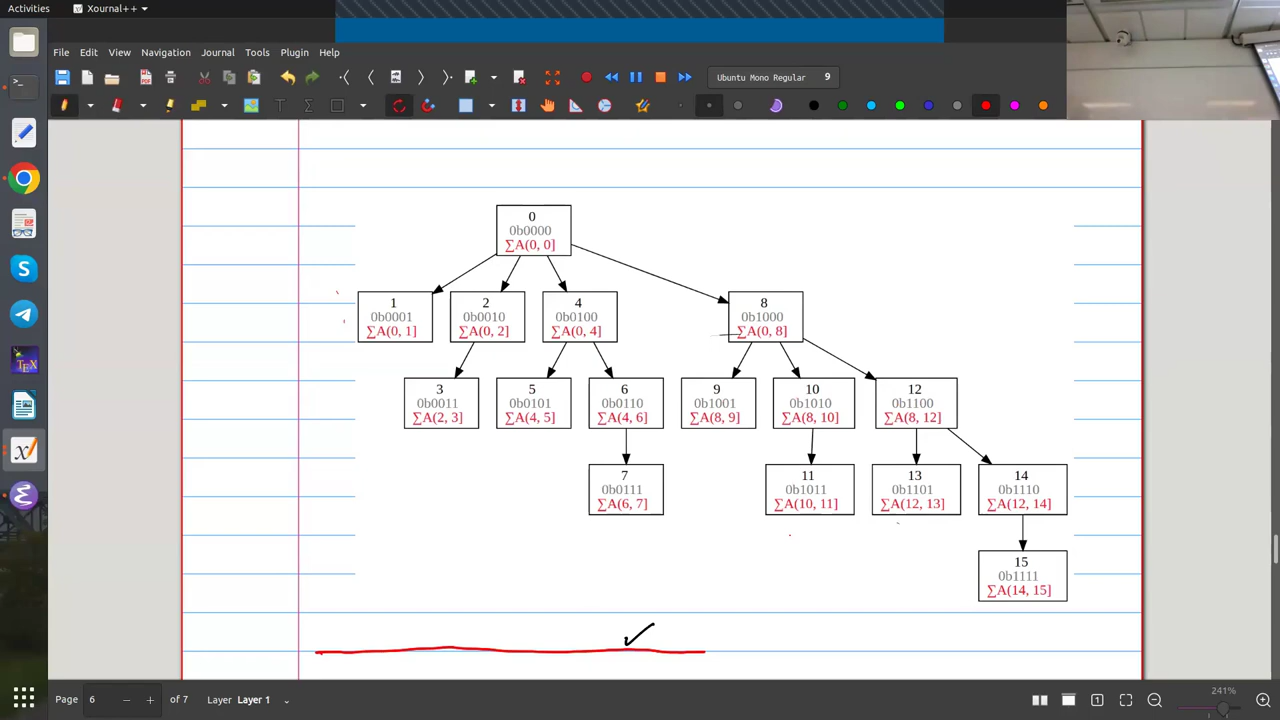 Activities
Xournal++
File Edit View Navigation Journal Tools Plugin Help
Ubuntu Mono Regular 9
0
0b0000
∑A(0, 0]
1
0b0001
∑A(0, 1]
2
0b0010
∑A(0, 2]
4
0b0100
∑A(0, 4]
8
0b1000
∑A(0, 8]
3
0b0011
∑A(2, 3]
5
0b0101
∑A(4, 5]
6
0b0110
∑A(4, 6]
9
0b1001
∑A(8, 9]
10
0b1010
∑A(8, 10]
12
0b1100
∑A(8, 12]
7
0b0111
∑A(6, 7]
11
0b1011
∑A(10, 11]
13
0b1101
∑A(12, 13]
14
0b1110
∑A(12, 14]
15
0b1111
∑A(14, 15]
Page 6 of 7 Layer Layer 1
241%